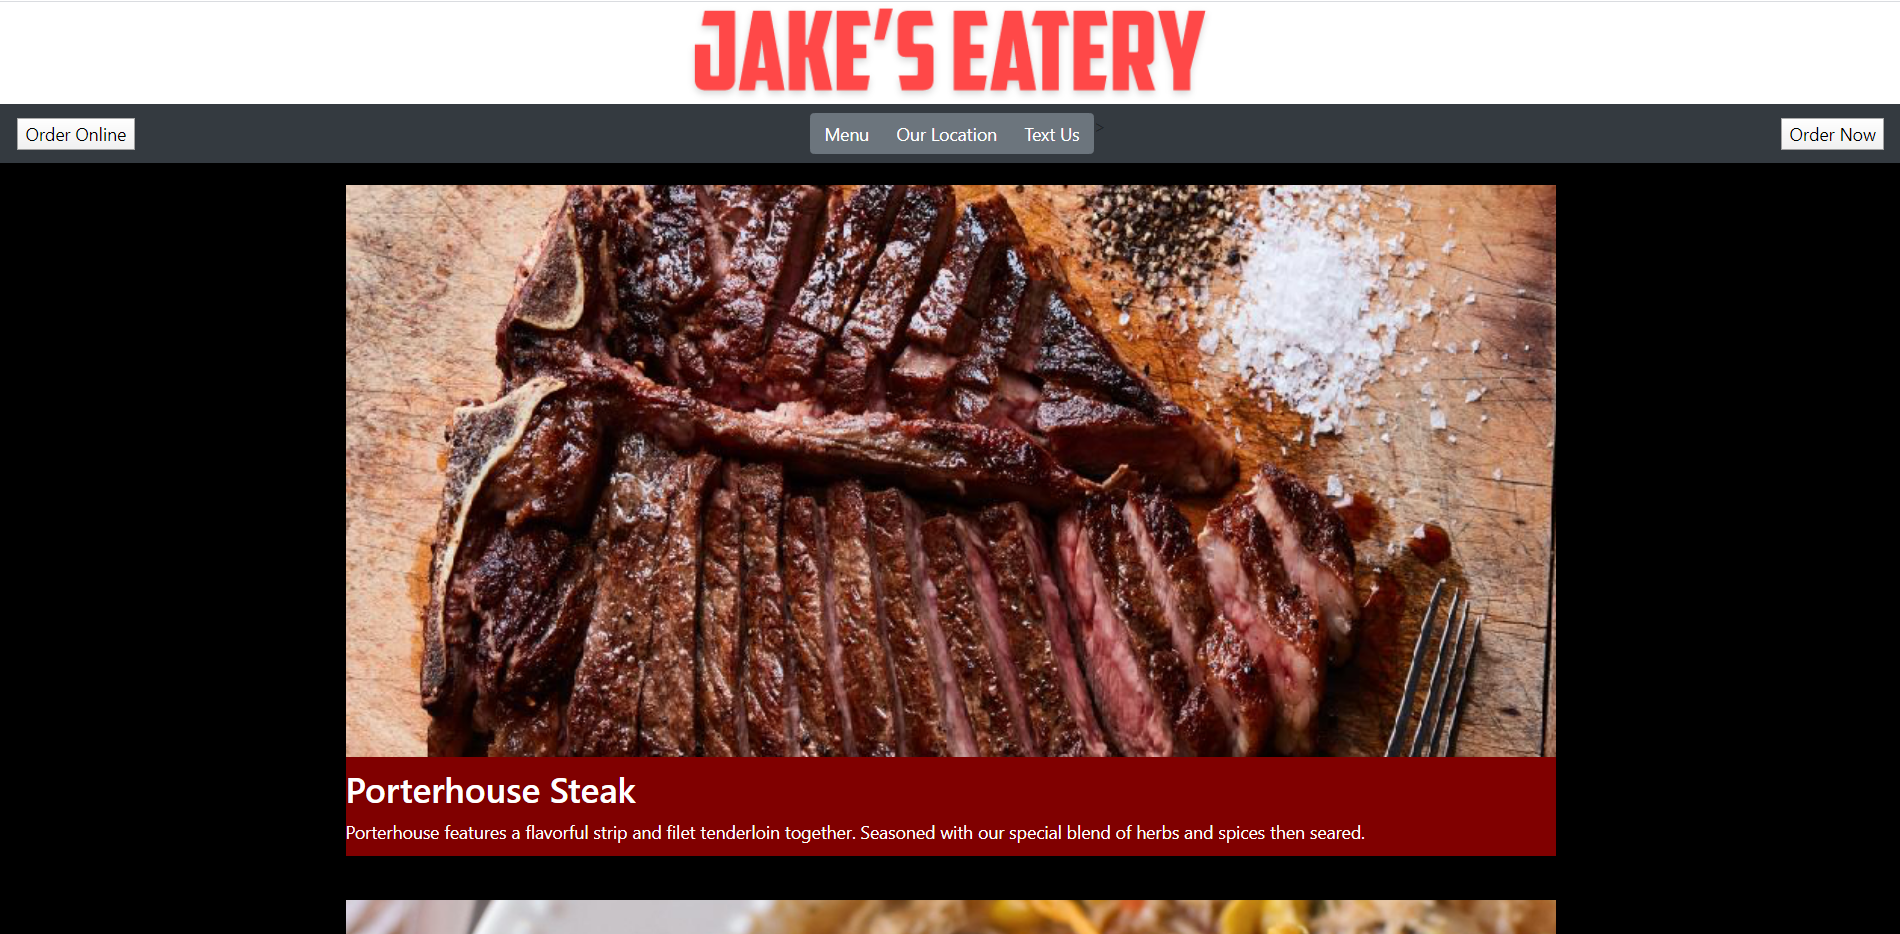 JAKE'S EATERY
Order Online
Menu Our Location Text Us >
Order Now
Porterhouse Steak
Porterhouse features a flavorful strip and filet tenderloin together. Seasoned with our special blend of herbs and spices then seared.